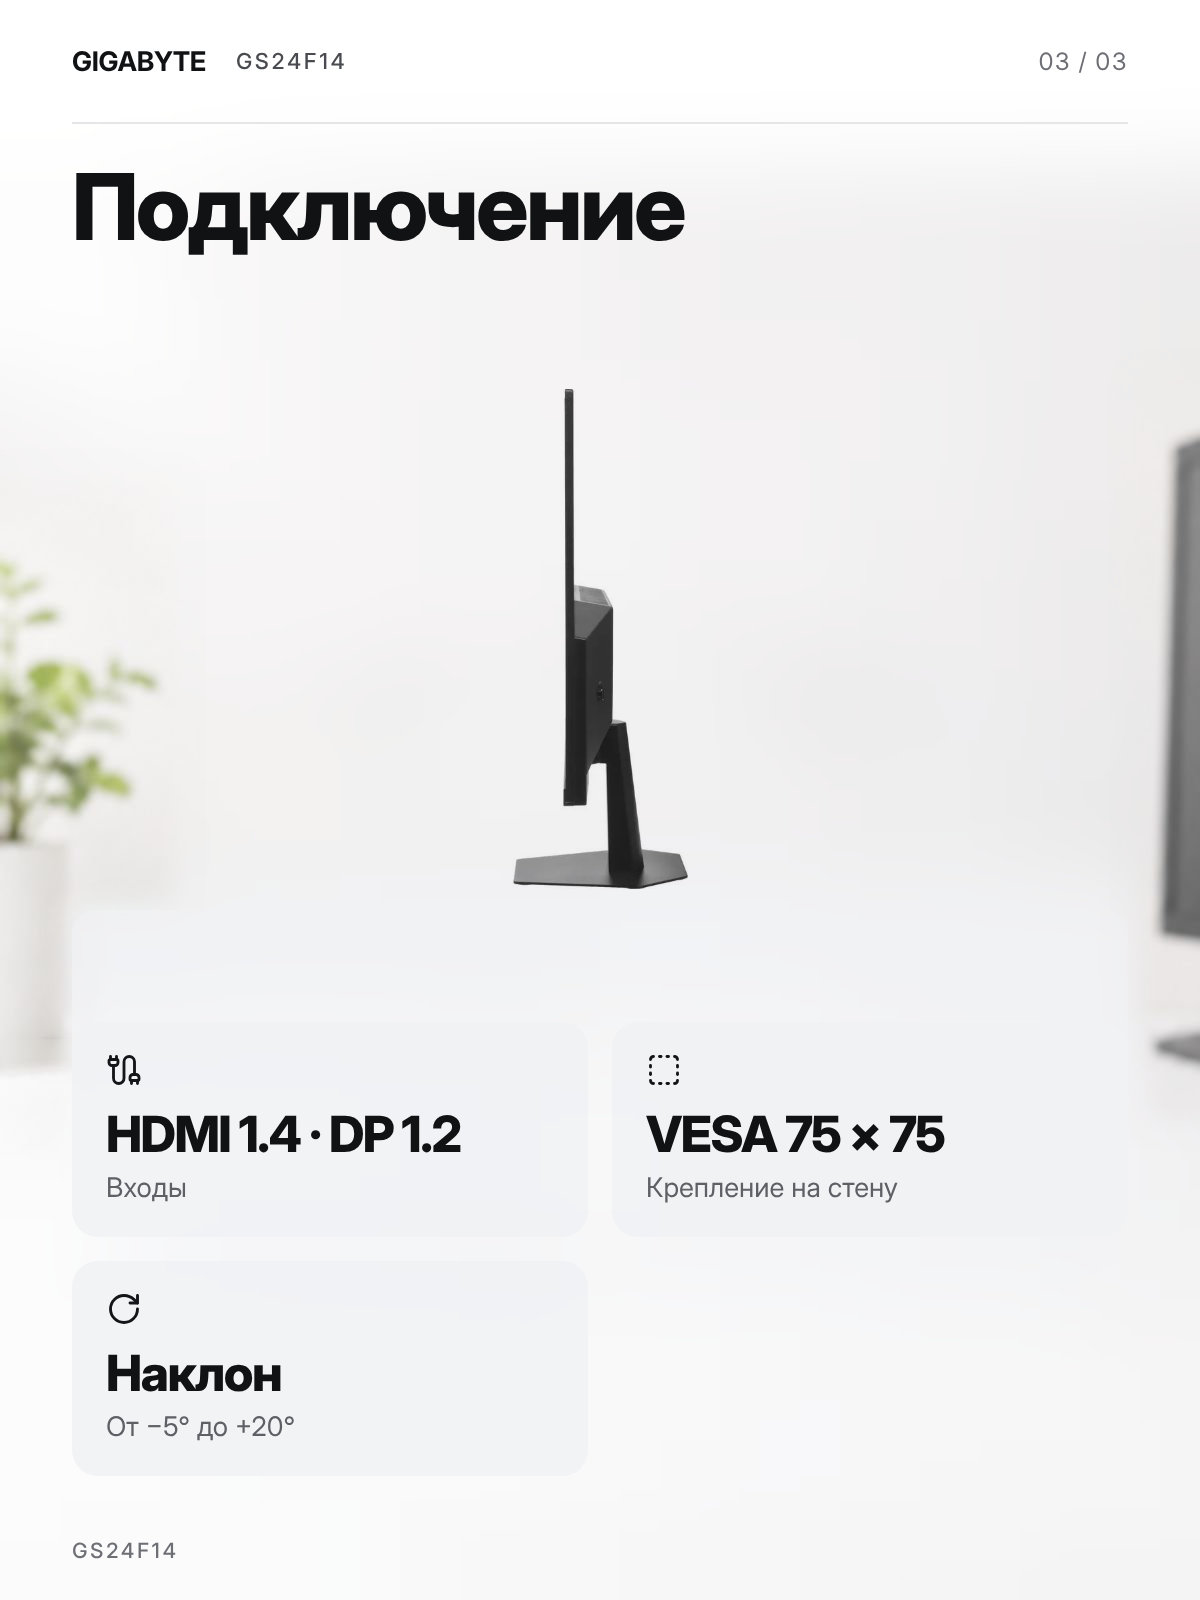 GIGABYTE GS24F14 03 / 03
Подключение
HDMI 1.4 · DP 1.2
Входы
VESA 75 × 75
Крепление на стену
Наклон
От −5° до +20°
GS24F14